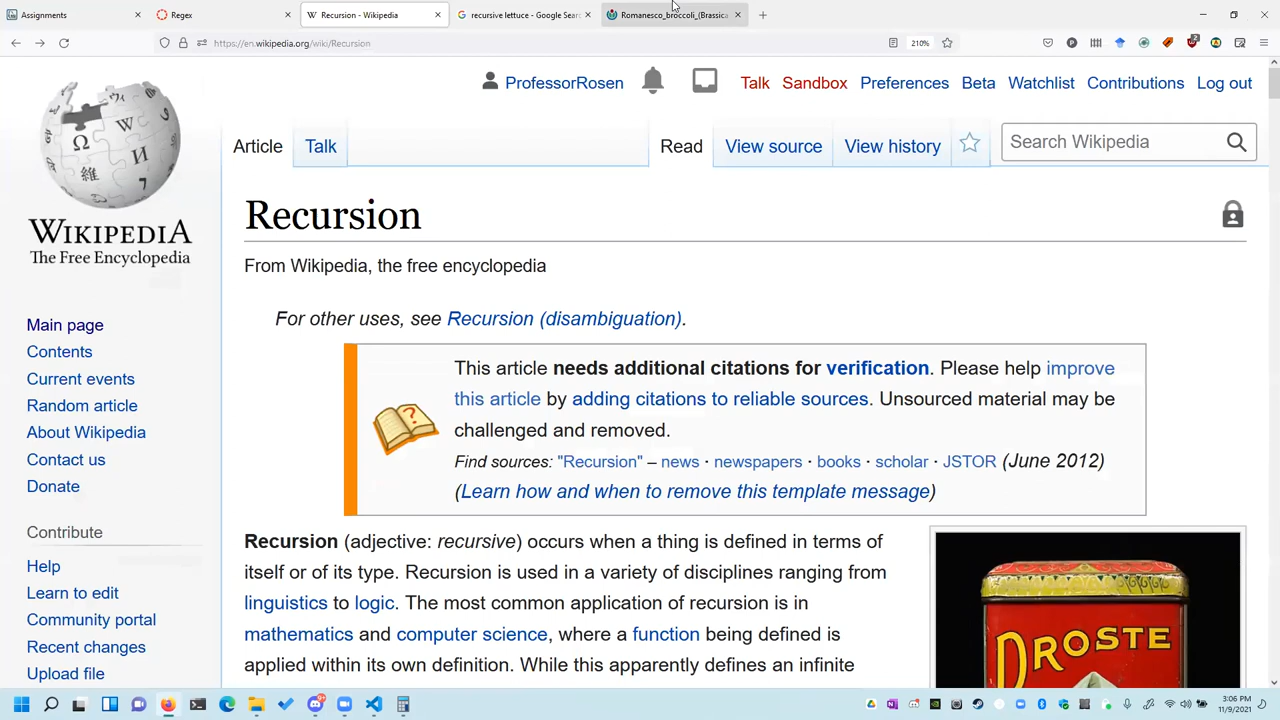 Assignments
Regex
Recursion - Wikipedia
recursive lettuce - Google Sear
Romanesco_broccoli_(Brassica
https://en.wikipedia.org/wiki/Recursion
210%
ProfessorRosen
Talk Sandbox Preferences Beta Watchlist Contributions Log out
Article Talk
Read View source View history
Search Wikipedia
WIKIPEDIA
The Free Encyclopedia
Main page
Contents
Current events
Random article
About Wikipedia
Contact us
Donate
Contribute
Help
Learn to edit
Community portal
Recent changes
Upload file
Recursion
From Wikipedia, the free encyclopedia
For other uses, see Recursion (disambiguation).
This article needs additional citations for verification. Please help improve
this article by adding citations to reliable sources. Unsourced material may be
challenged and removed.
Find sources: "Recursion" – news · newspapers · books · scholar · JSTOR (June 2012)
(Learn how and when to remove this template message)
Recursion (adjective: recursive) occurs when a thing is defined in terms of
itself or of its type. Recursion is used in a variety of disciplines ranging from
linguistics to logic. The most common application of recursion is in
mathematics and computer science, where a function being defined is
applied within its own definition. While this apparently defines an infinite
DROSTE
3:06 PM
11/9/2021